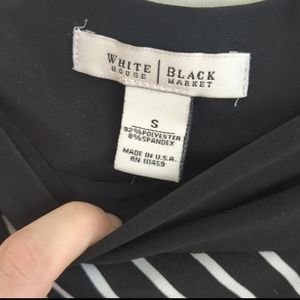 WHITE | BLACK
HOUSE | MARKET
S
92%POLYESTER
8%SPANDEX
MADE IN U.S.A.
RN 111459